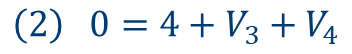 (2) 0 = 4 + V₃ + V₄